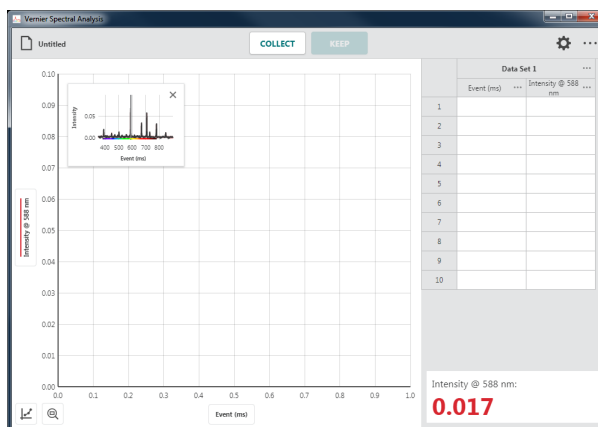 Vernier Spectral Analysis
Untitled
COLLECT
KEEP
0.10
0.09
0.08
0.07
0.06
0.05
0.04
0.03
0.02
0.01
0.00
Intensity @ 588 nm
0.0
0.1
0.2
0.3
0.4
0.5
0.6
0.7
0.8
0.9
1.0
Event (ms)
Intensity
0.05
0.00
400 500 600 700 800
Event (ms)
Data Set 1
Event (ms)
Intensity @ 588
nm
1
2
3
4
5
6
7
8
9
10
Intensity @ 588 nm:
0.017